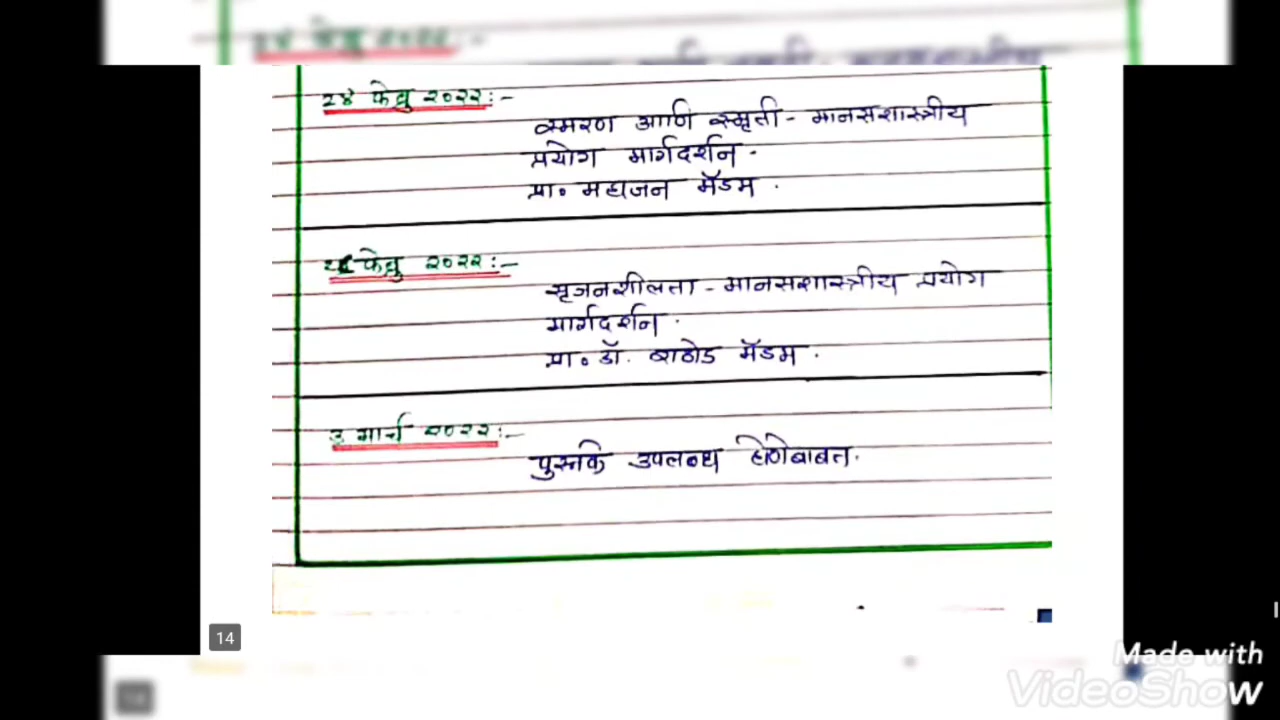 २४ फेब्रु २०२२ :-
स्मरण आणि स्मृती - मानसशास्त्रीय
प्रयोग मार्गदर्शन.
प्रा. महाजन मॅडम.
फेब्रु २०२२ :-
सृजनशीलता - मानसशास्त्रीय प्रयोग
मार्गदर्शन.
प्रा. डॉ. राठोड मॅडम.
३ मार्च २०२२ :-
पुस्तके उपलब्ध होणेबाबत.
14
Made with
VideoShow